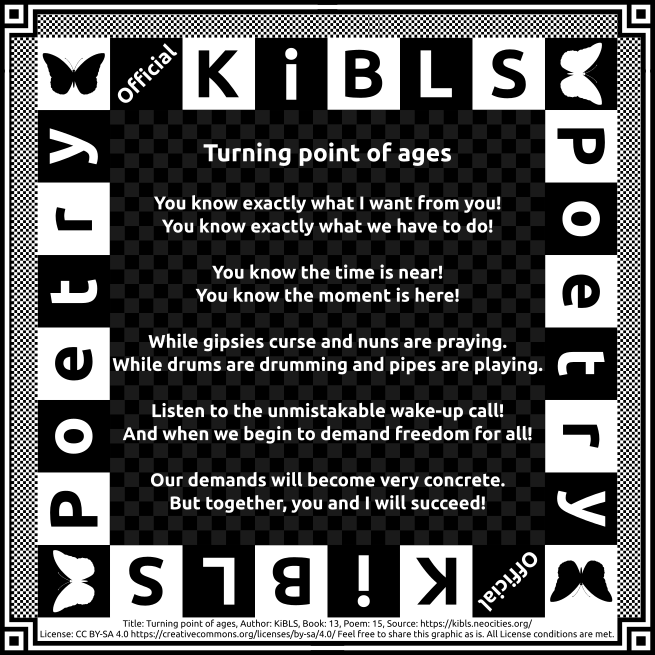 Official KiBLS
Poetry
Turning point of ages
You know exactly what I want from you!
You know exactly what we have to do!
You know the time is near!
You know the moment is here!
While gipsies curse and nuns are praying.
While drums are drumming and pipes are playing.
Listen to the unmistakable wake-up call!
And when we begin to demand freedom for all!
Our demands will become very concrete.
But together, you and I will succeed!
Poetry
Official KiBLS
Title: Turning point of ages, Author: KiBLS, Book: 13, Poem: 15, Source: https://kibls.neocities.org/
License: CC BY-SA 4.0 https://creativecommons.org/licenses/by-sa/4.0/ Feel free to share this graphic as is. All License conditions are met.